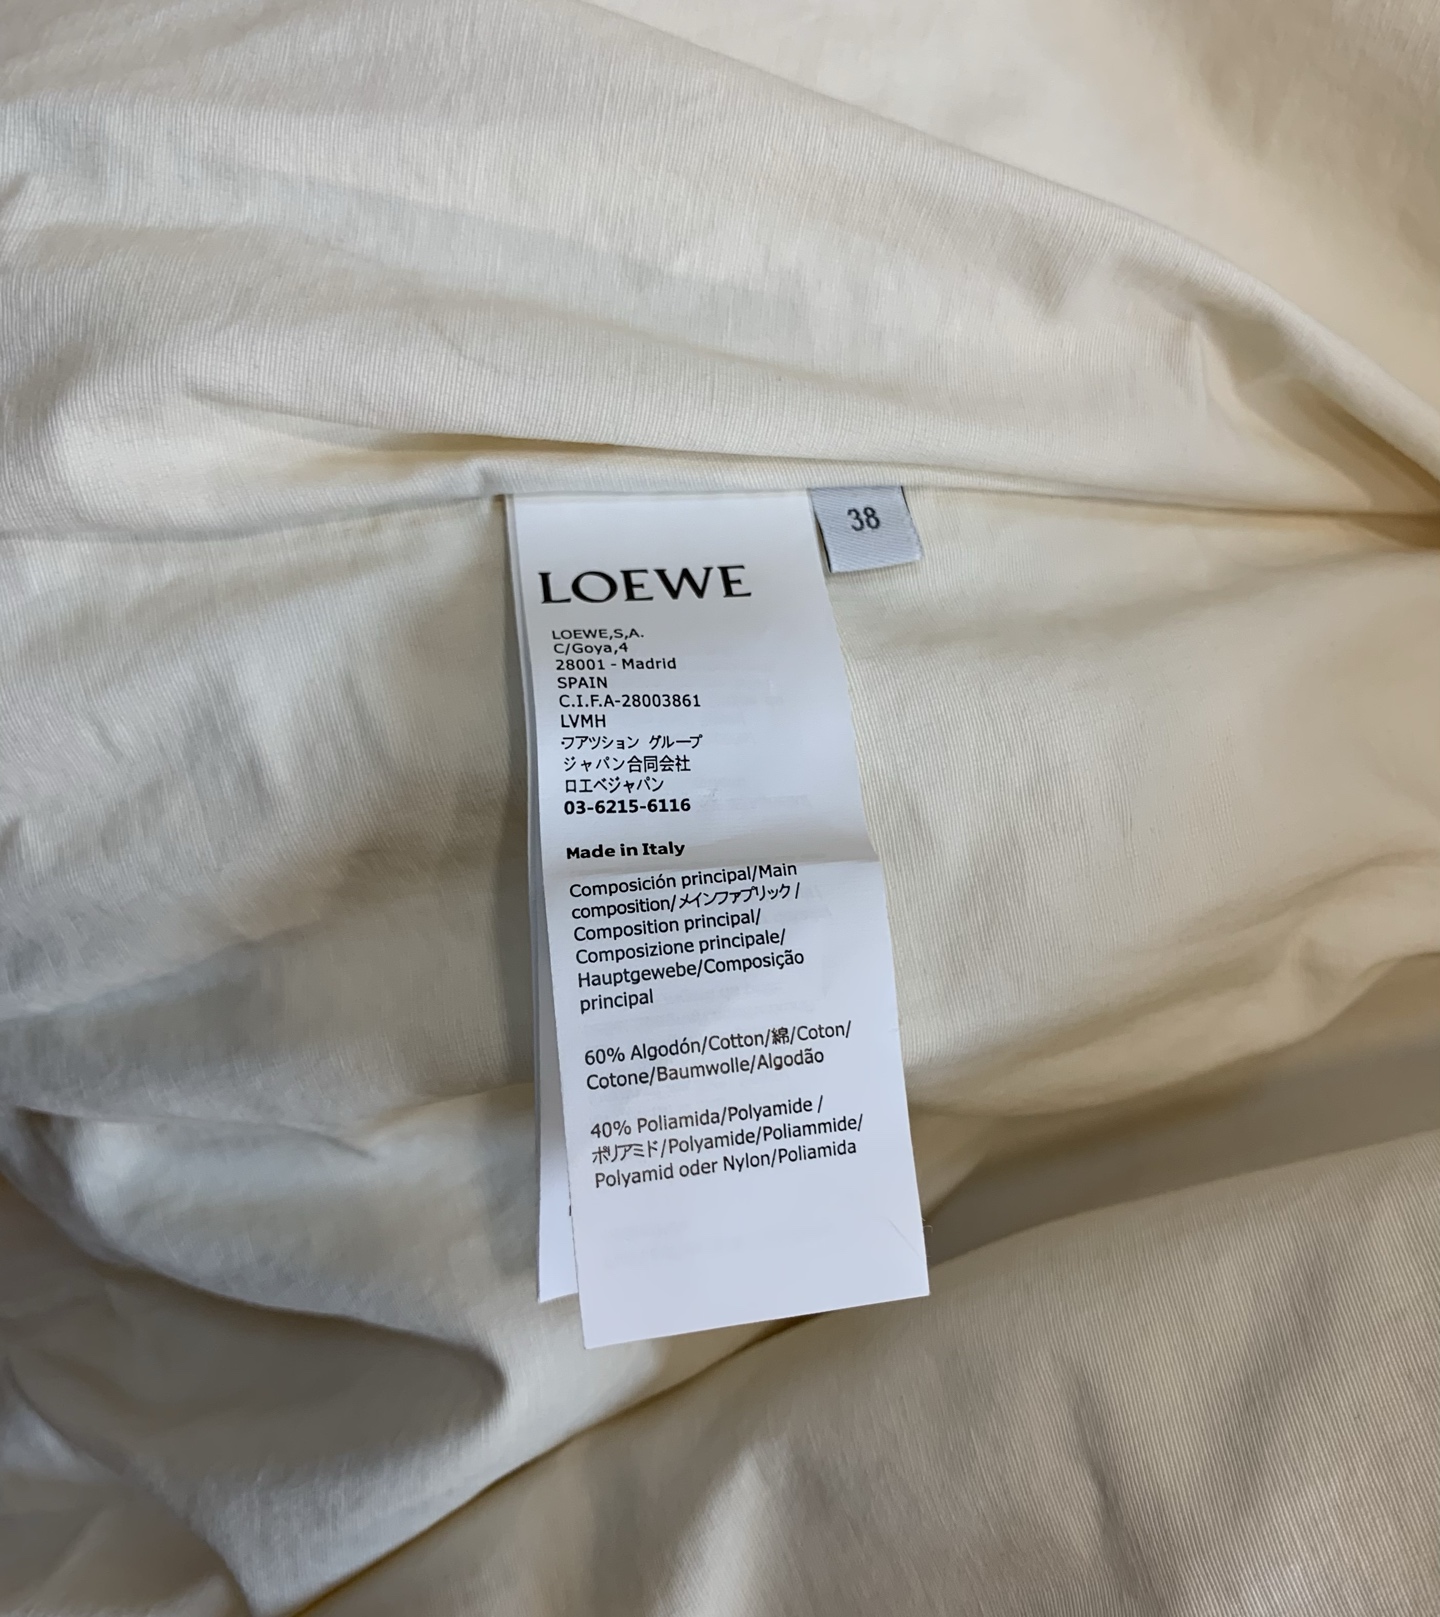 38
LOEWE
LOEWE,S,A.
C/Goya,4
28001 - Madrid
SPAIN
C.I.F.A-28003861
LVMH
ファツション グループ
ジャパン合同会社
ロエベジャパン
03-6215-6116
Made in Italy
Composición principal/Main
composition/メインファブリック/
Composition principal/
Composizione principale/
Hauptgewebe/Composição
principal
60% Algodón/Cotton/綿/Coton/
Cotone/Baumwolle/Algodão
40% Poliamida/Polyamide /
ポリアミド/Polyamide/Poliammide/
Polyamid oder Nylon/Poliamida